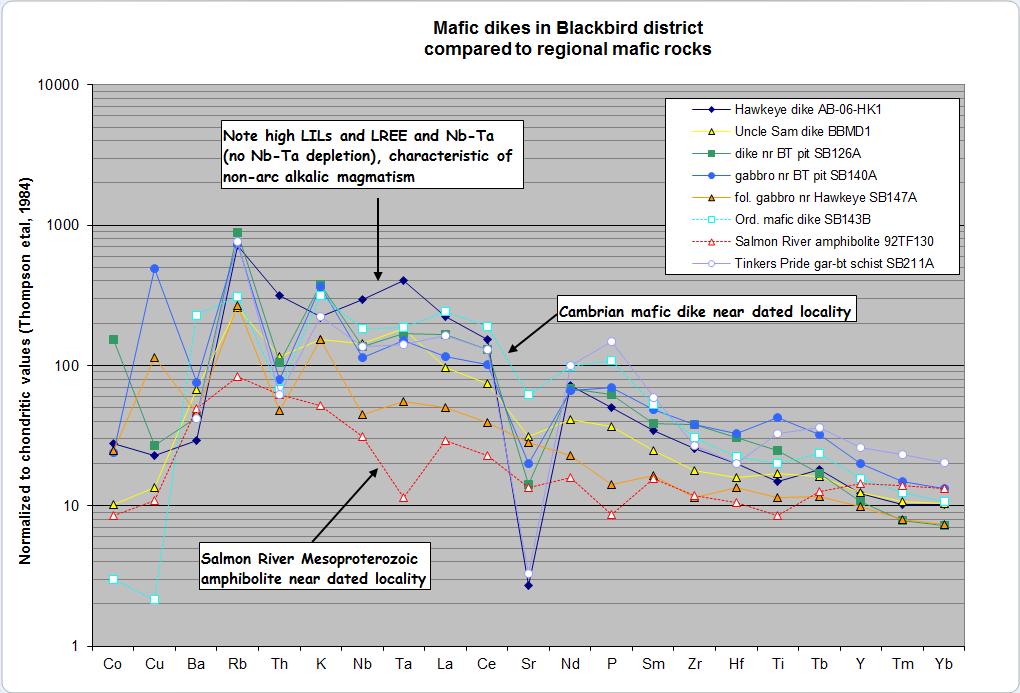 Mafic dikes in Blackbird district
compared to regional mafic rocks
Normalized to chondritic values (Thompson etal, 1984)
10000
1000
100
10
1
Note high LILs and LREE and Nb-Ta
(no Nb-Ta depletion), characteristic of
non-arc alkalic magmatism
Hawkeye dike AB-06-HK1
Uncle Sam dike BBMD1
dike nr BT pit SB126A
gabbro nr BT pit SB140A
fol. gabbro nr Hawkeye SB147A
Ord. mafic dike SB143B
Salmon River amphibolite 92TF130
Tinkers Pride gar-bt schist SB211A
Cambrian mafic dike near dated locality
Salmon River Mesoproterozoic
amphibolite near dated locality
Co Cu Ba Rb Th K Nb Ta La Ce Sr Nd P Sm Zr Hf Ti Tb Y Tm Yb